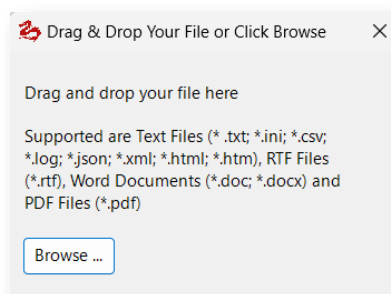 Drag & Drop Your File or Click Browse
Drag and drop your file here
Supported are Text Files (* .txt; *.ini; *.csv;
*.log; *.json; *.xml; *.html; *.htm), RTF Files
(*.rtf), Word Documents (*.doc; *.docx) and
PDF Files (*.pdf)
Browse ...